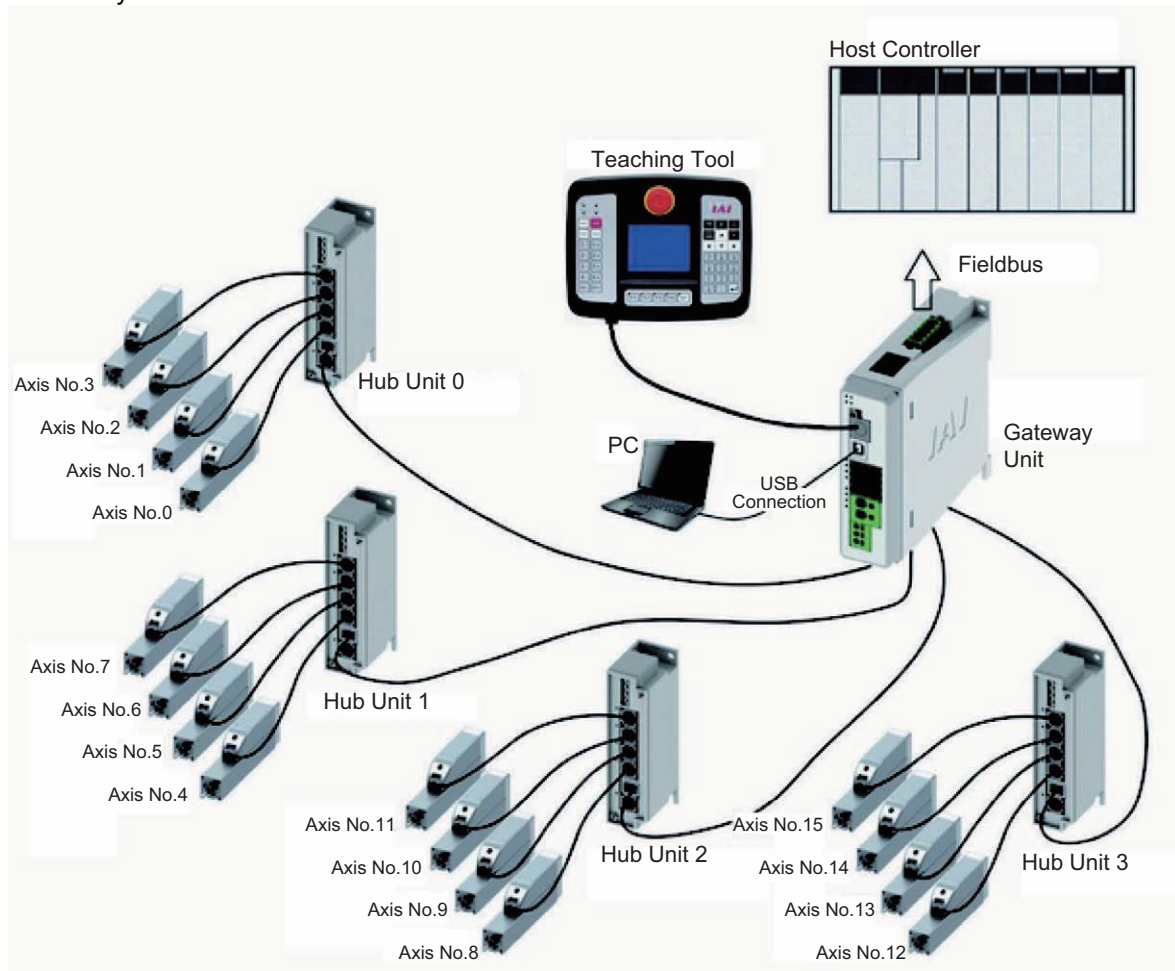 Host Controller
Teaching Tool
IAI
Fieldbus
Hub Unit 0
Axis No.3
Axis No.2
Axis No.1
Axis No.0
PC
USB
Connection
IAI
Gateway
Unit
Axis No.7
Axis No.6
Axis No.5
Axis No.4
Hub Unit 1
Axis No.11
Axis No.10
Axis No.9
Axis No.8
Hub Unit 2
Axis No.15
Axis No.14
Axis No.13
Axis No.12
Hub Unit 3